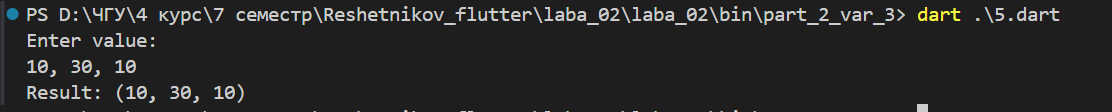 PS D:\ЧГУ\4 курс\7 семестр\Reshetnikov_flutter\laba_02\laba_02\bin\part_2_var_3> dart .\5.dart
Enter value:
10, 30, 10
Result: (10, 30, 10)